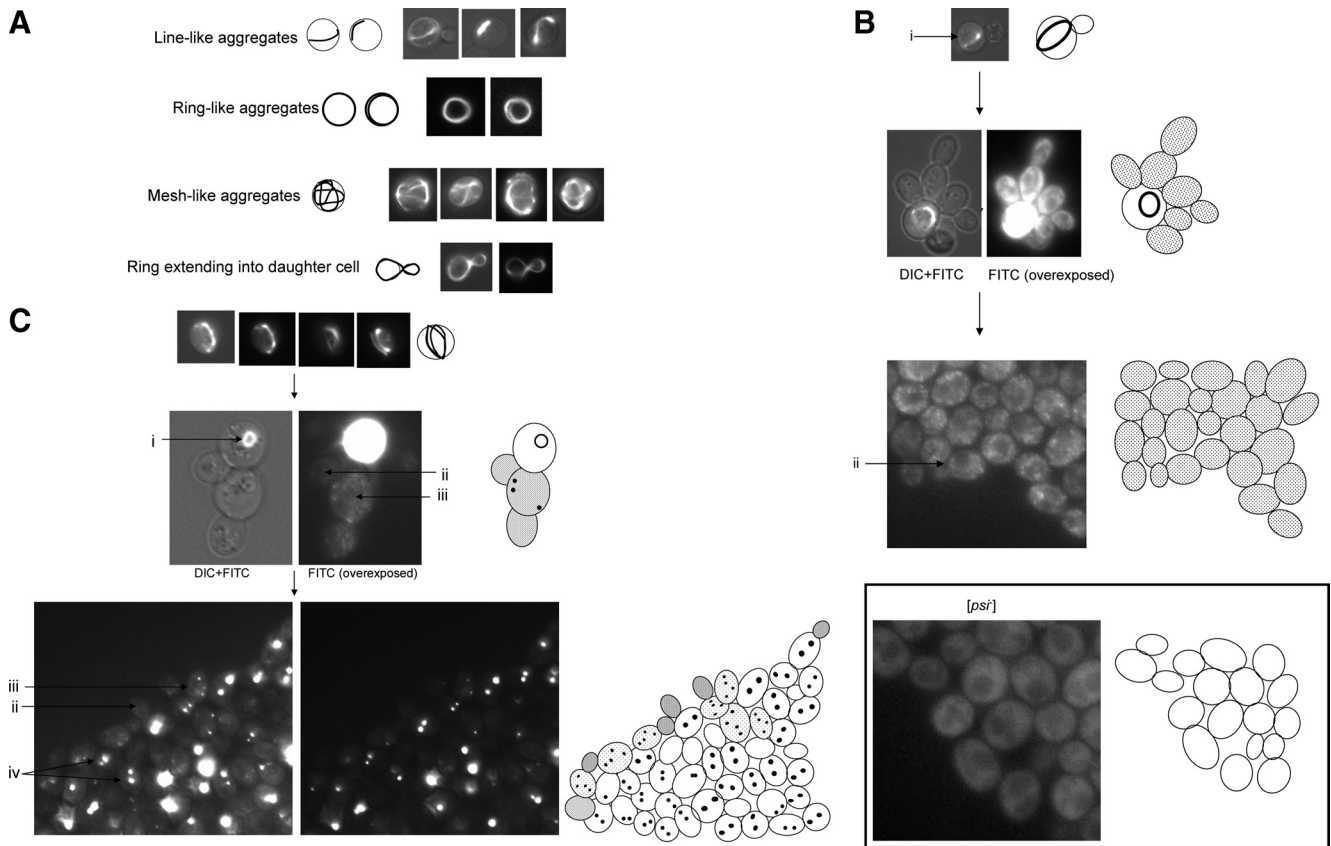 A
Line-like aggregates
Ring-like aggregates
Mesh-like aggregates
Ring extending into daughter cell
B
i
DIC+FITC
FITC (overexposed)
ii
[psi-]
C
i
ii
iii
DIC+FITC
FITC (overexposed)
iii
ii
iv